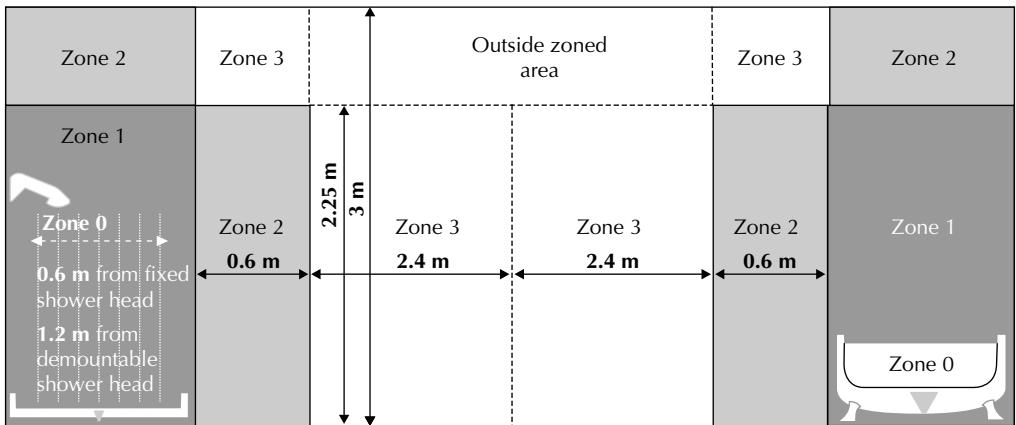 Zone 2
Zone 3
Outside zoned
area
Zone 3
Zone 2
Zone 1
Zone 0
0.6 m from fixed
shower head
1.2 m from
demountable
shower head
Zone 2
0.6 m
2.25 m
3 m
Zone 3
2.4 m
Zone 3
2.4 m
Zone 2
0.6 m
Zone 1
Zone 0